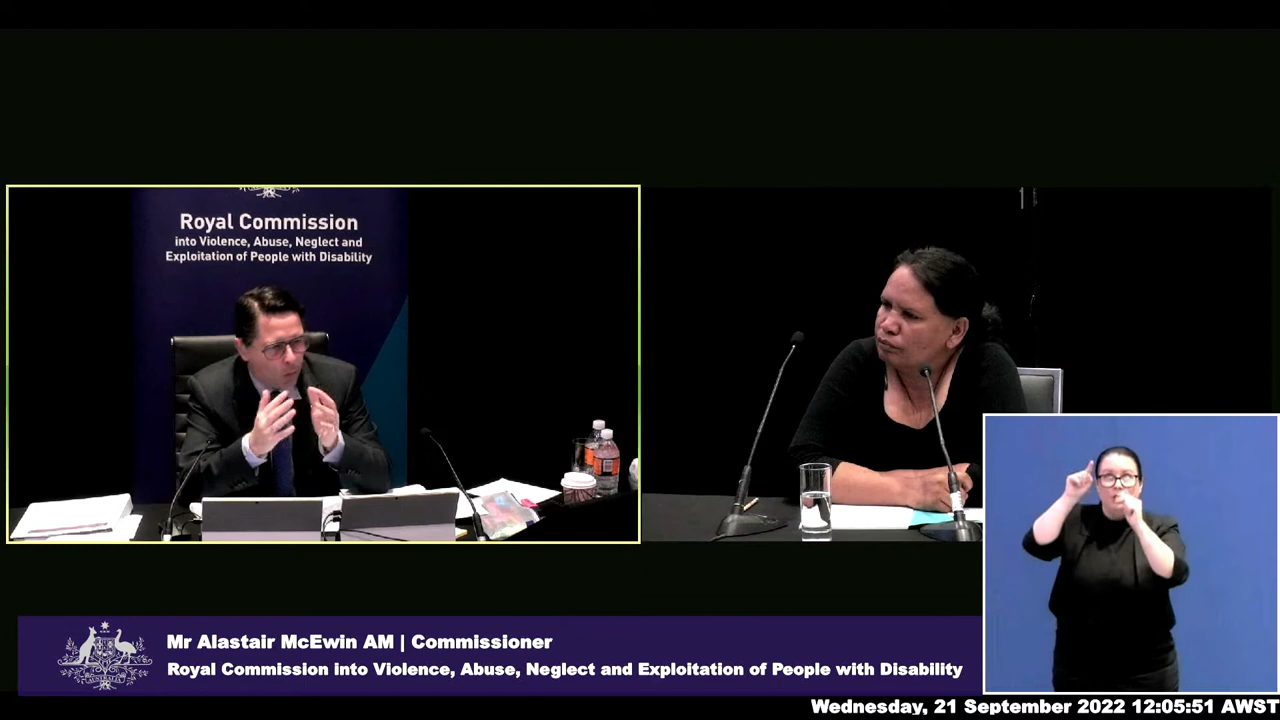 Royal Commission
into Violence, Abuse, Neglect and
Exploitation of People with Disability
Mr Alastair McEwin AM | Commissioner
Royal Commission into Violence, Abuse, Neglect and Exploitation of People with Disability
AUSTRALIA
Wednesday, 21 September 2022 12:05:51 AWST